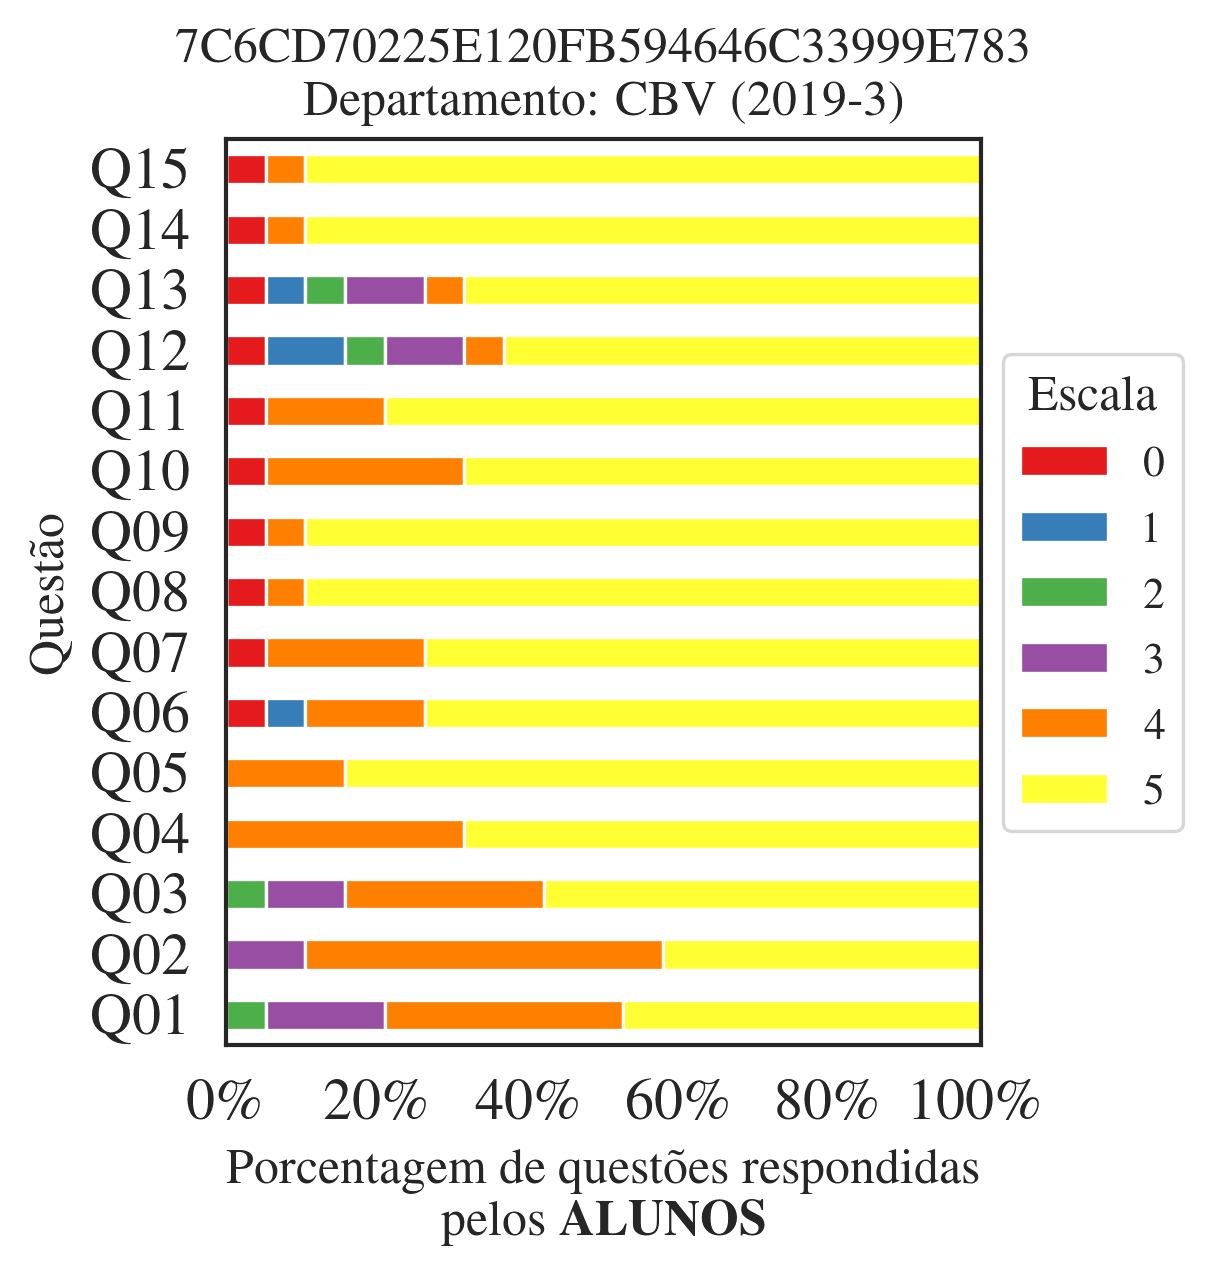 7C6CD70225E120FB594646C33999E783
Departamento: CBV (2019-3)
Questão
Q15
Q14
Q13
Q12
Q11
Q10
Q09
Q08
Q07
Q06
Q05
Q04
Q03
Q02
Q01
0% 20% 40% 60% 80% 100%
Porcentagem de questões respondidas
pelos ALUNOS
Escala
0
1
2
3
4
5